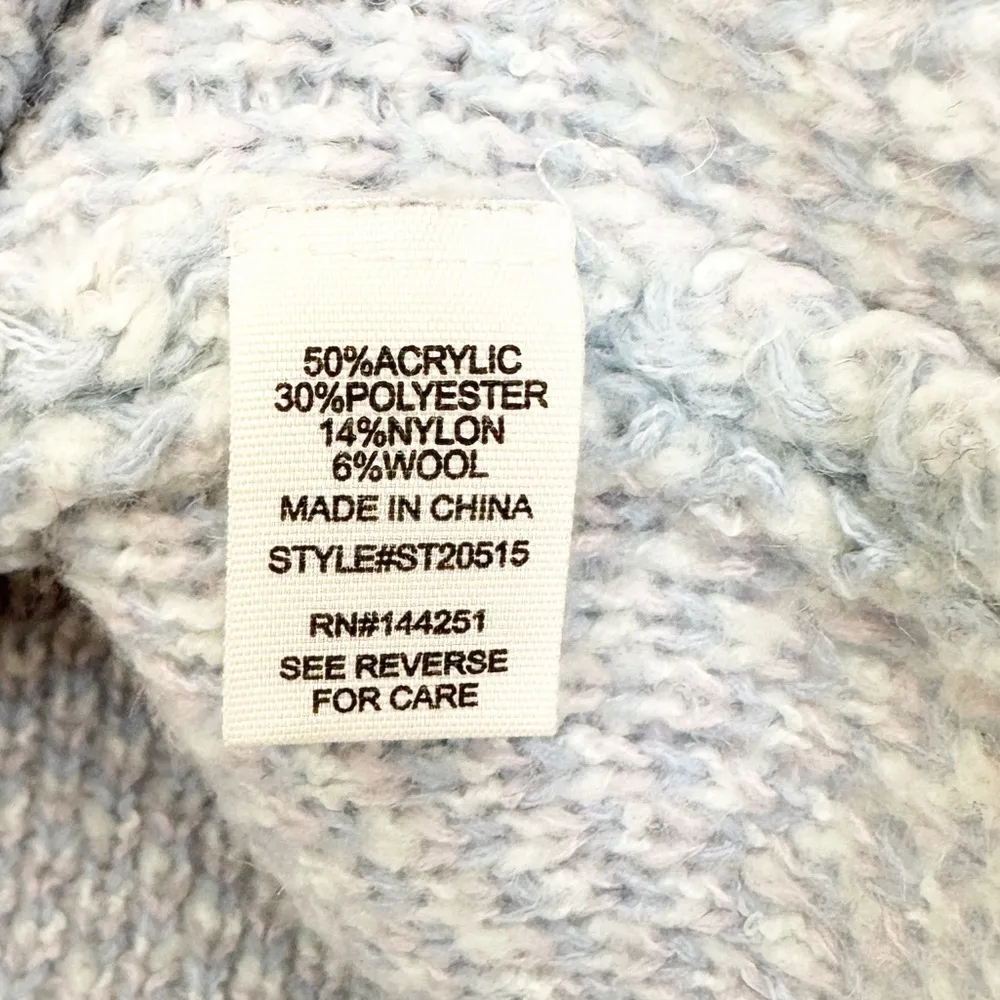 50%ACRYLIC
30%POLYESTER
14%NYLON
6%WOOL
MADE IN CHINA
STYLE#ST20515
RN#144251
SEE REVERSE
FOR CARE